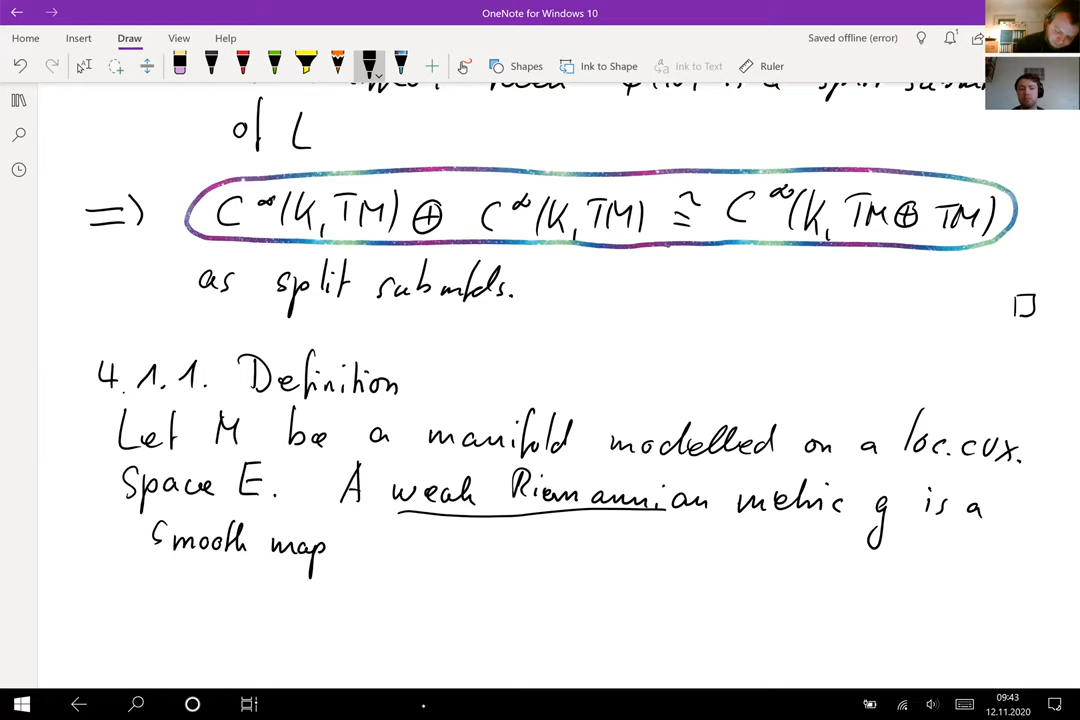 OneNote for Windows 10
Home Insert Draw View Help Saved offline (error)
Shapes Ink to Shape Ink to Text Ruler
of L
=> C^∞(K, TM) ⊕ C^∞(K, TM) ≅ C^∞(K, TM ⊕ TM)
as split submfds. □
4.1.1. Definition
Let M be a manifold modelled on a loc. cvx.
Space E. A weak Riemannian metric g is a
smooth map
09:43
12.11.2020